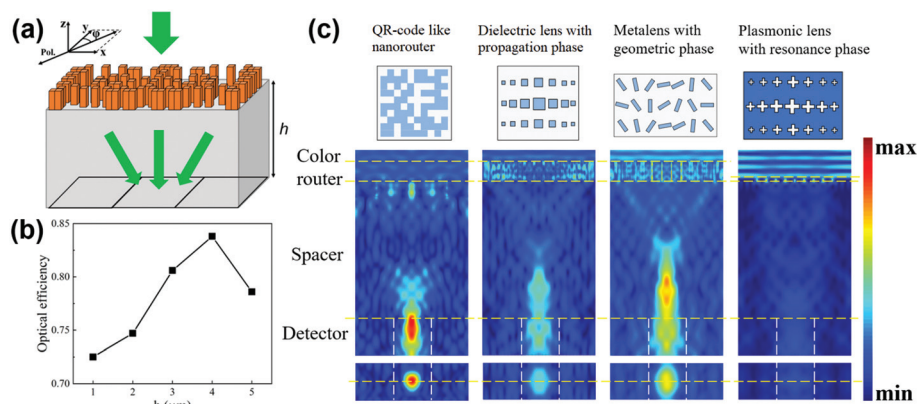 (a)
z
y
φ
Pol.
x
h
(b)
Optical efficiency
0.85
0.80
0.75
0.70
1 2 3 4 5
h (μm)
(c)
QR-code like
nanorouter
Dielectric lens with
propagation phase
Metalens with
geometric phase
Plasmonic lens
with resonance phase
Color
router
Spacer
Detector
max
min